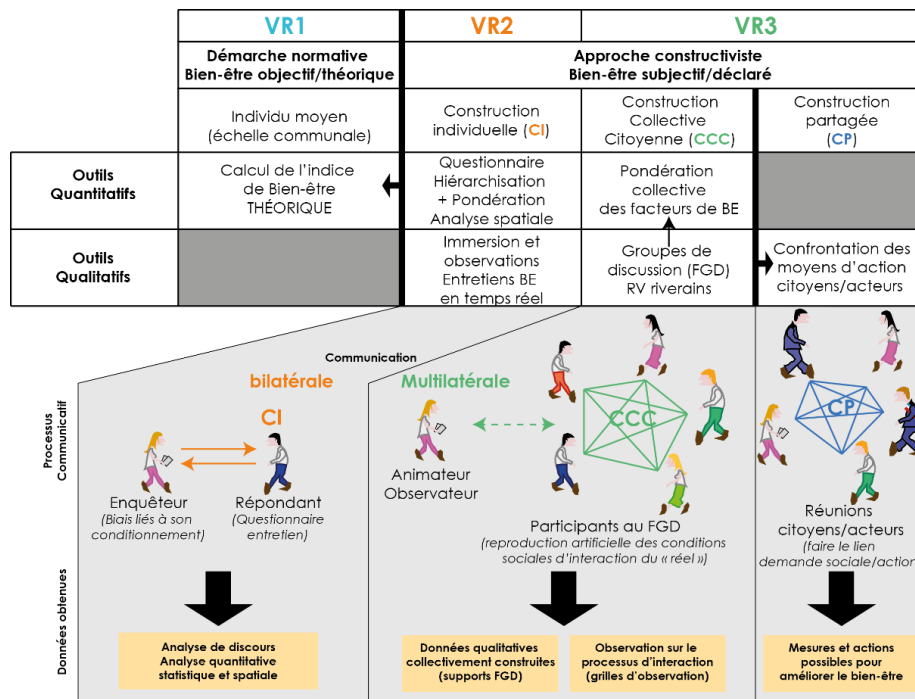 VR1
VR2
VR3
Démarche normative
Bien-être objectif/théorique
Approche constructiviste
Bien-être subjectif/déclaré
Individu moyen
(échelle communale)
Construction
individuelle (CI)
Construction
Collective
Citoyenne (CCC)
Construction
partagée
(CP)
Outils
Quantitatifs
Calcul de l'indice
de Bien-être
THÉORIQUE
Questionnaire
Hiérarchisation
+ Pondération
Analyse spatiale
Pondération
collective
des facteurs de BE
Outils
Qualitatifs
Immersion et
observations
Entretiens BE
en temps réel
Groupes de
discussion (FGD)
RV riverains
Confrontation des
moyens d'action
citoyens/acteurs
Processus
Communicatif
Communication
bilatérale
Multilatérale
CI
CCC
CP
Enquêteur
(Biais liés à son
conditionnement)
Répondant
(Questionnaire
entretien)
Animateur
Observateur
Participants au FGD
(reproduction artificielle des conditions
sociales d'interaction du « réel »)
Réunions
citoyens/acteurs
(faire le lien
demande sociale/action
Données obtenues
Analyse de discours
Analyse quantitative
statistique et spatiale
Données qualitatives
collectivement construites
(supports FGD)
Observation sur le
processus d'interaction
(grilles d'observation)
Mesures et actions
possibles pour
améliorer le bien-être